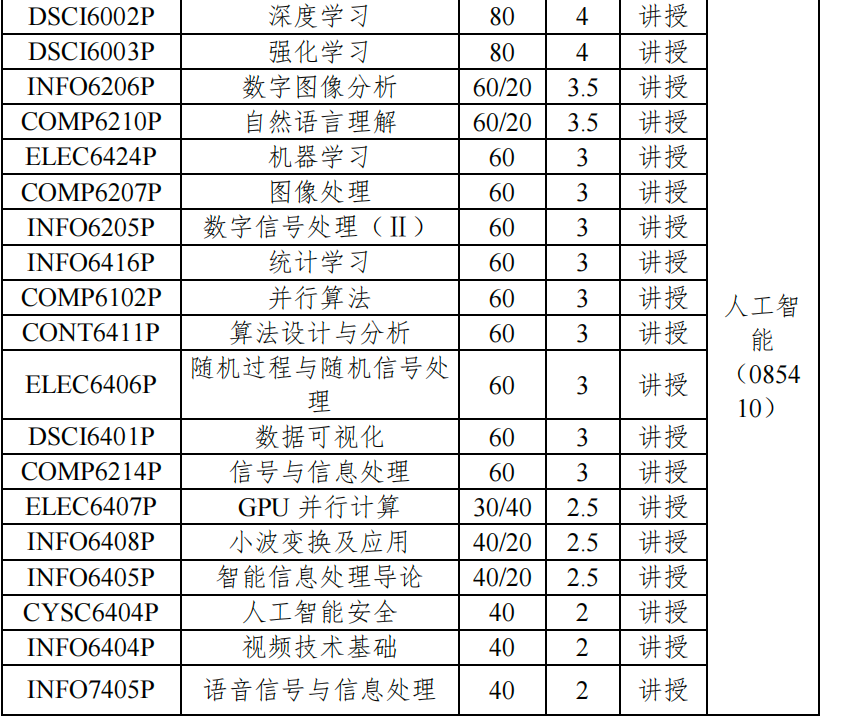 DSCI6002P 深度学习 80 4 讲授
DSCI6003P 强化学习 80 4 讲授
INFO6206P 数字图像分析 60/20 3.5 讲授
COMP6210P 自然语言理解 60/20 3.5 讲授
ELEC6424P 机器学习 60 3 讲授
COMP6207P 图像处理 60 3 讲授
INFO6205P 数字信号处理（Ⅱ） 60 3 讲授
INFO6416P 统计学习 60 3 讲授
COMP6102P 并行算法 60 3 讲授
CONT6411P 算法设计与分析 60 3 讲授
ELEC6406P 随机过程与随机信号处
理 60 3 讲授
DSCI6401P 数据可视化 60 3 讲授
COMP6214P 信号与信息处理 60 3 讲授
ELEC6407P GPU 并行计算 30/40 2.5 讲授
INFO6408P 小波变换及应用 40/20 2.5 讲授
INFO6405P 智能信息处理导论 40/20 2.5 讲授
CYSC6404P 人工智能安全 40 2 讲授
INFO6404P 视频技术基础 40 2 讲授
INFO7405P 语音信号与信息处理 40 2 讲授
人工智
能
（0854
10）